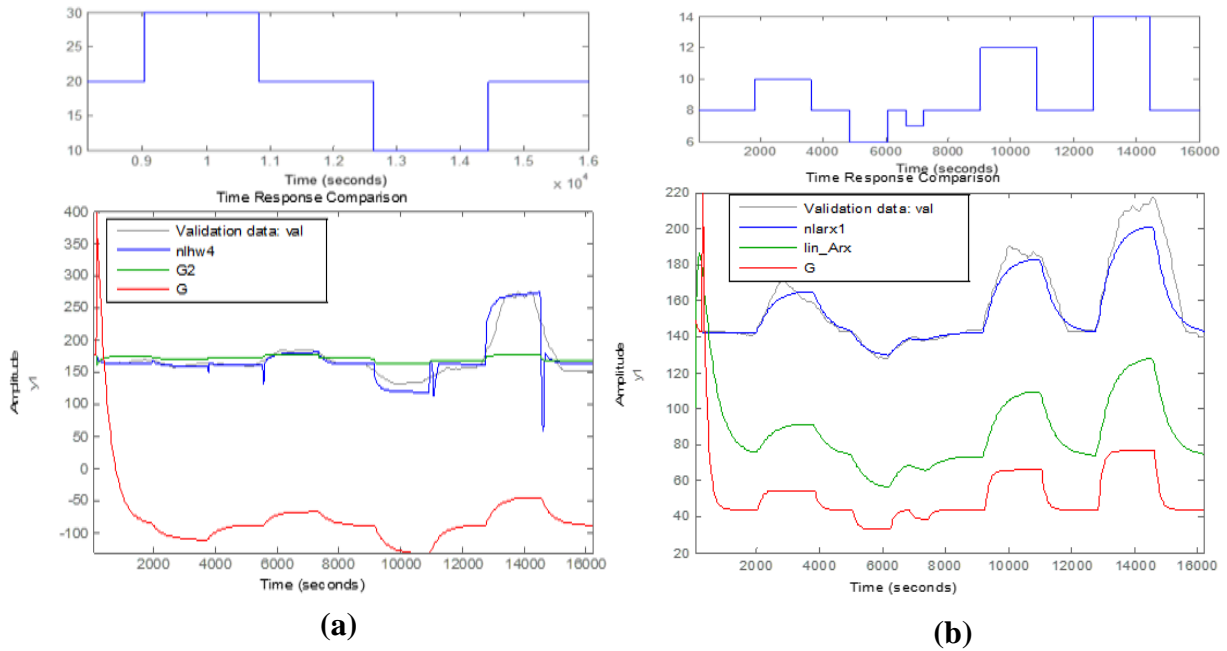 30
25
20
15
10
0.9 1 1.1 1.2 1.3 1.4 1.5 1.6
Time (seconds)
× 10⁴
Time Response Comparison
400
350
300
250
200
150
100
50
0
-50
-100
Validation data: val
nlhw4
G2
G
Amplitude
y1
2000 4000 6000 8000 10000 12000 14000 16000
Time (seconds)
(a)
14
12
10
8
6
2000 4000 6000 8000 10000 12000 14000 16000
Time (seconds)
Time Response Comparison
220
200
180
160
140
120
100
80
60
40
20
Validation data: val
nlarx1
lin_Arx
G
Amplitude
y1
2000 4000 6000 8000 10000 12000 14000 16000
Time (seconds)
(b)